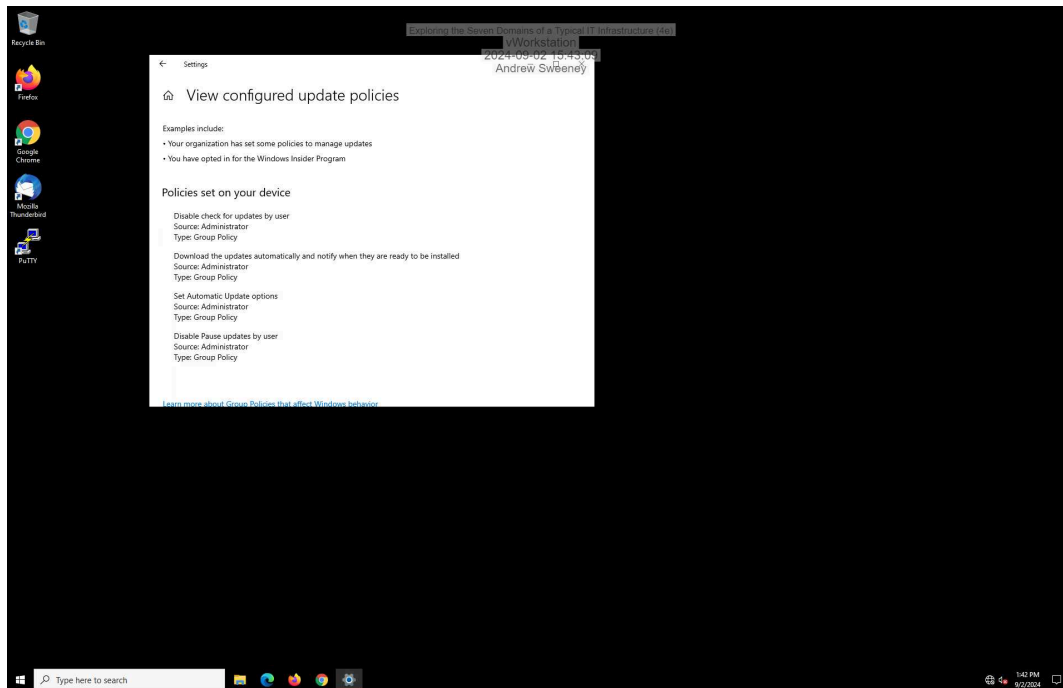 Recycle Bin
Firefox
Google
Chrome
Mozilla
Thunderbird
PuTTY
Exploring the Seven Domains of a Typical IT Infrastructure (4e)
vWorkstation
2024-09-02 15:43:09
Andrew Sweeney
Settings
View configured update policies
Examples include:
• Your organization has set some policies to manage updates
• You have opted in for the Windows Insider Program
Policies set on your device
Disable check for updates by user
Source: Administrator
Type: Group Policy
Download the updates automatically and notify when they are ready to be installed
Source: Administrator
Type: Group Policy
Set Automatic Update options
Source: Administrator
Type: Group Policy
Disable Pause updates by user
Source: Administrator
Type: Group Policy
Learn more about Group Policies that affect Windows behavior
Type here to search
1:42 PM
9/2/2024